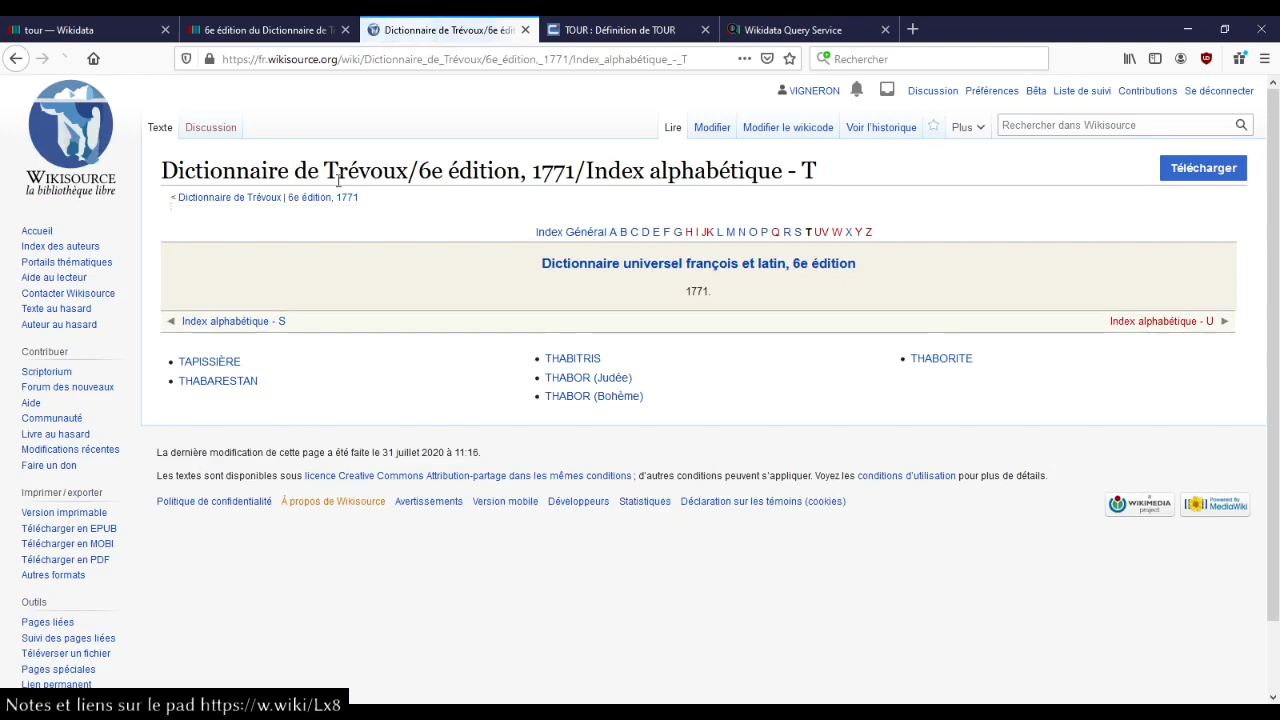 tour — Wikidata
6e édition du Dictionnaire de T
Dictionnaire de Trévoux/6e édit
TOUR : Définition de TOUR
Wikidata Query Service
https://fr.wikisource.org/wiki/Dictionnaire_de_Trévoux/6e_édition,_1771/Index_alphabétique_-_T
Rechercher
VIGNERON
Discussion Préférences Bêta Liste de suivi Contributions Se déconnecter
WIKISOURCE
la bibliothèque libre
Texte Discussion
Lire Modifier Modifier le wikicode Voir l'historique Plus
Rechercher dans Wikisource
Dictionnaire de Trévoux/6e édition, 1771/Index alphabétique - T
Télécharger
< Dictionnaire de Trévoux | 6e édition, 1771
Index Général A B C D E F G H I JK L M N O P Q R S T UV W X Y Z
Dictionnaire universel françois et latin, 6e édition
1771.
◄ Index alphabétique - S
Index alphabétique - U ►
• TAPISSIÈRE
• THABARESTAN
• THABITRIS
• THABOR (Judée)
• THABOR (Bohème)
• THABORITE
La dernière modification de cette page a été faite le 31 juillet 2020 à 11:16.
Les textes sont disponibles sous licence Creative Commons Attribution-partage dans les mêmes conditions ; d'autres conditions peuvent s'appliquer. Voyez les conditions d'utilisation pour plus de détails.
Politique de confidentialité À propos de Wikisource Avertissements Version mobile Développeurs Statistiques Déclaration sur les témoins (cookies)
A WIKIMEDIA project
Powered By MediaWiki
Accueil
Index des auteurs
Portails thématiques
Aide au lecteur
Contacter Wikisource
Texte au hasard
Auteur au hasard
Contribuer
Scriptorium
Forum des nouveaux
Aide
Communauté
Livre au hasard
Modifications récentes
Faire un don
Imprimer / exporter
Version imprimable
Télécharger en EPUB
Télécharger en MOBI
Télécharger en PDF
Autres formats
Outils
Pages liées
Suivi des pages liées
Téléverser un fichier
Pages spéciales
Lien permanent
Notes et liens sur le pad https://w.wiki/Lx8